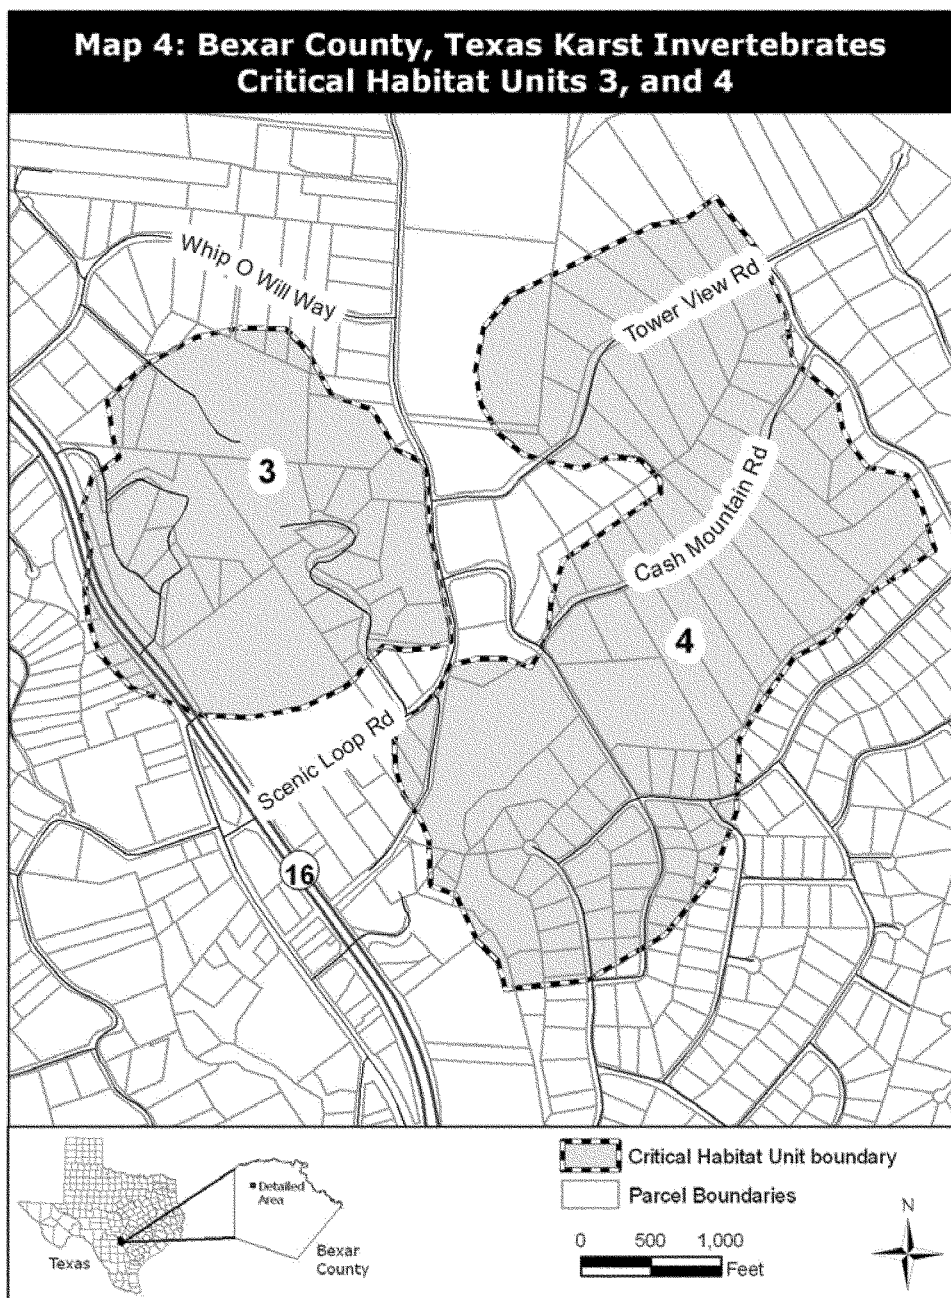 Map 4: Bexar County, Texas Karst Invertebrates
Critical Habitat Units 3, and 4
Whip O Will Way
Tower View Rd
3
Cash Mountain Rd
4
Scenic Loop Rd
16
Critical Habitat Unit boundary
Parcel Boundaries
Detailed
Area
Texas
Bexar
County
0 500 1,000
Feet
N